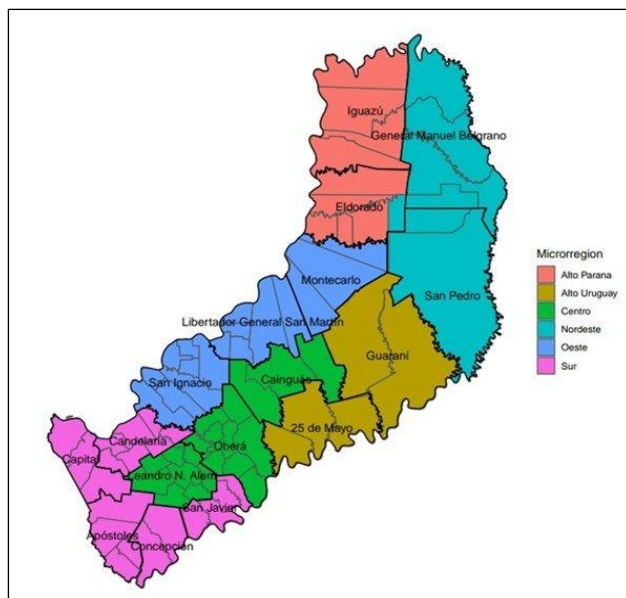 Iguazú
General Manuel Belgrano
Eldorado
Montecarlo
San Pedro
Libertador General San Martín
Guaraní
Cainguás
San Ignacio
25 de Mayo
Candelaria
Oberá
Capital
Leandro N. Alem
San Javier
Apóstoles
Concepción
Microrregion
Alto Parana
Alto Uruguay
Centro
Nordeste
Oeste
Sur